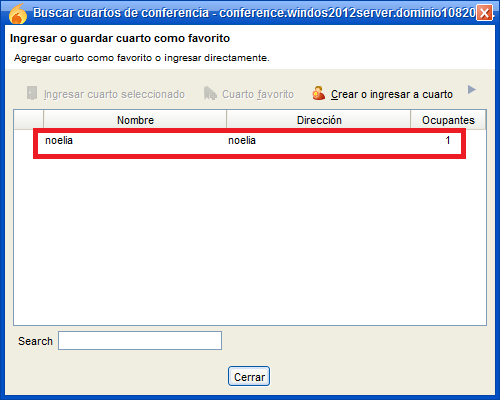 Buscar cuartos de conferencia - conference.windos2012server.dominio10820
Ingresar o guardar cuarto como favorito
Agregar cuarto como favorito o ingresar directamente.
Ingresar cuarto seleccionado Cuarto favorito Crear o ingresar a cuarto
Nombre Dirección Ocupantes
noelia noelia 1
Search
Cerrar